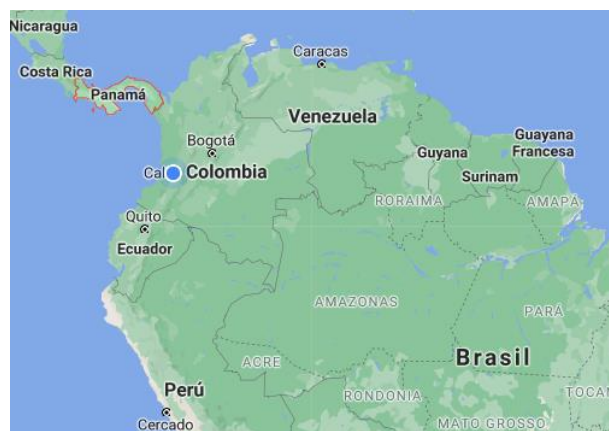 Nicaragua
Caracas
Costa Rica
Panamá
Venezuela
Bogotá
Guayana
Francesa
Guyana
Cal
Colombia
Surinam
RORAIMA
AMAPÁ
Quito
Ecuador
AMAZONAS
PARÁ
Brasil
ACRE
Perú
RONDONIA
TOCAN
Cercado
MATO GROSSO